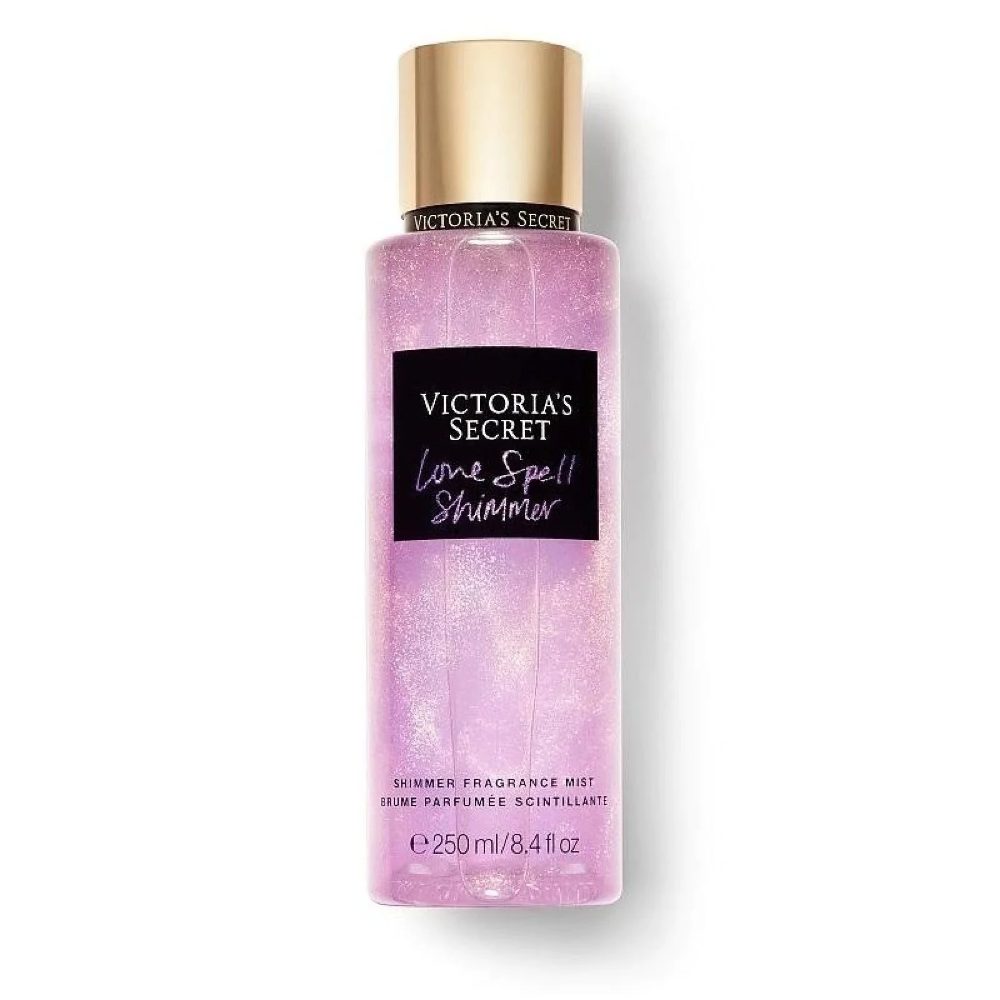 VICTORIA'S SECRET
VICTORIA'S
SECRET
Love Spell
Shimmer
SHIMMER FRAGRANCE MIST
BRUME PARFUMÉE SCINTILLANTE
℮ 250 ml/8.4 fl oz